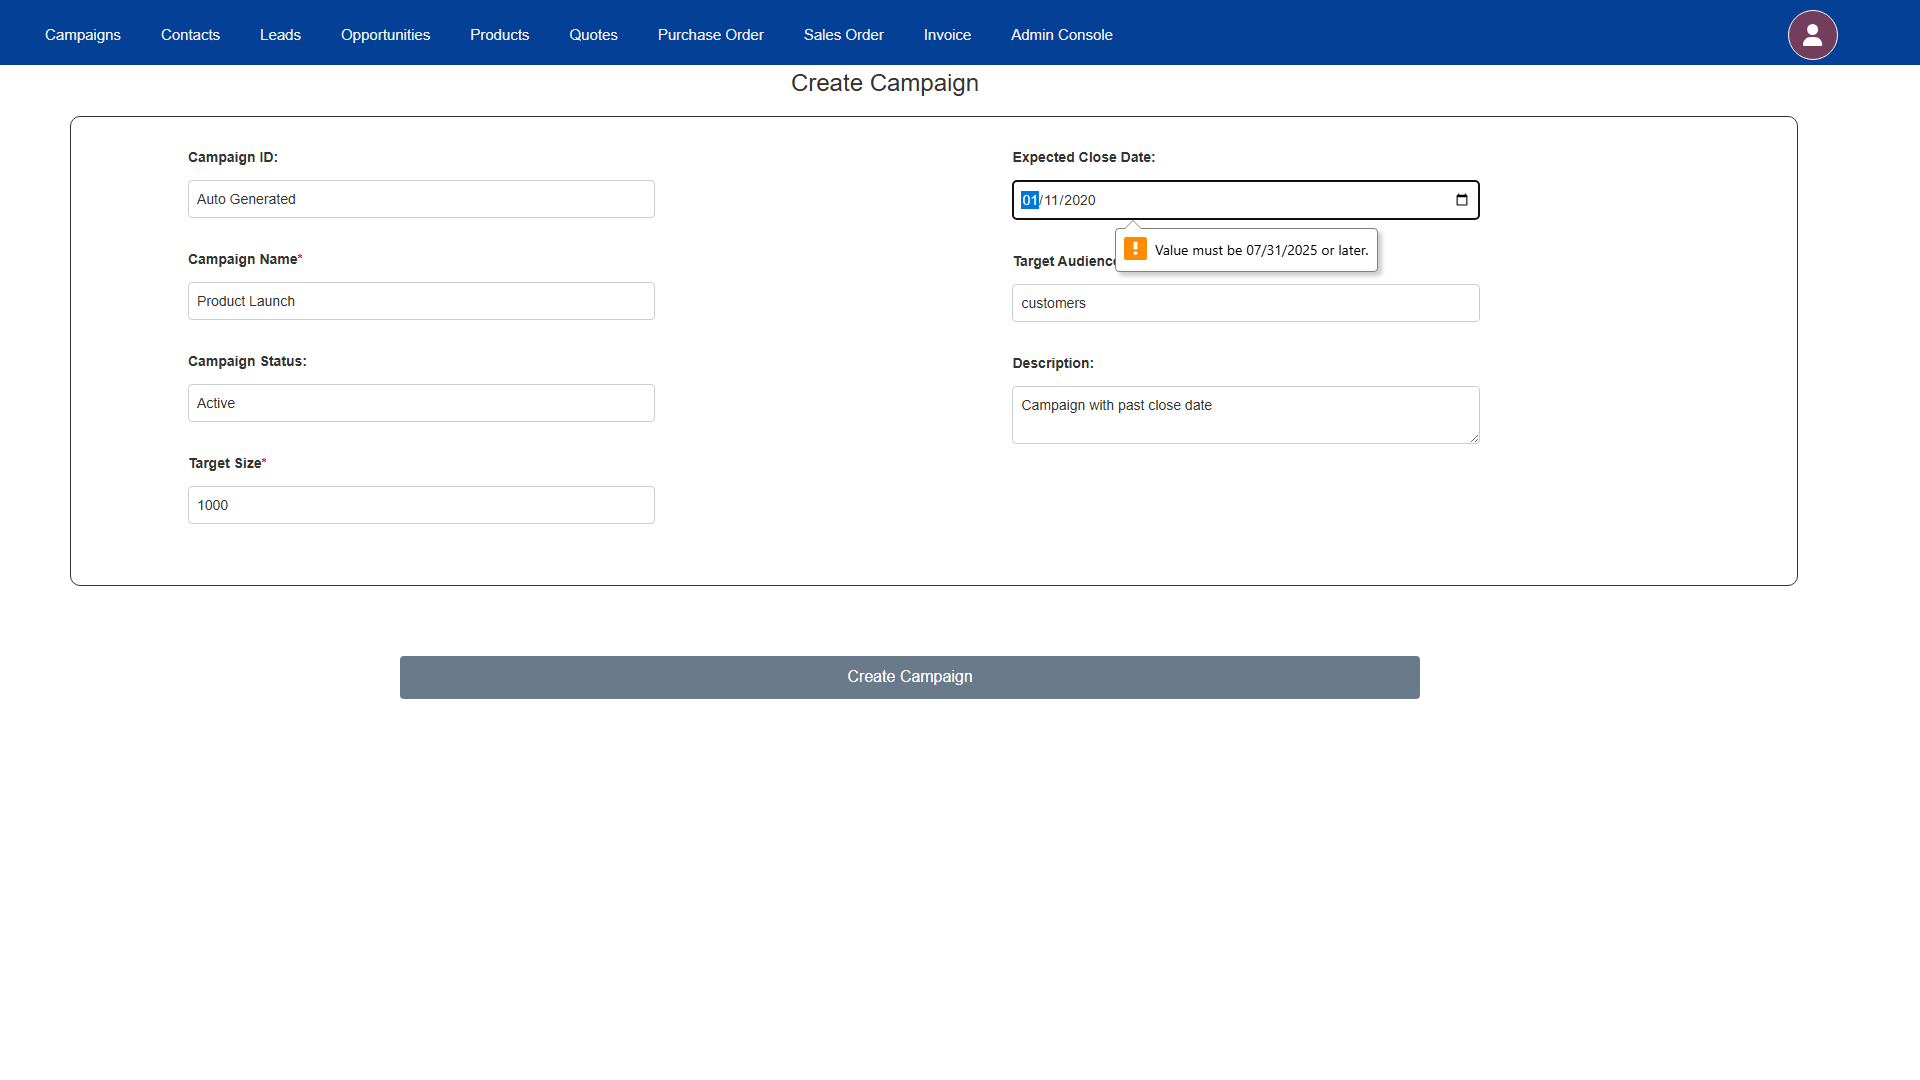 Campaigns Contacts Leads Opportunities Products Quotes Purchase Order Sales Order Invoice Admin Console
Create Campaign
Campaign ID:
Auto Generated
Campaign Name*
Product Launch
Campaign Status:
Active
Target Size*
1000
Expected Close Date:
01/11/2020
Value must be 07/31/2025 or later.
Target Audienc
customers
Description:
Campaign with past close date
Create Campaign